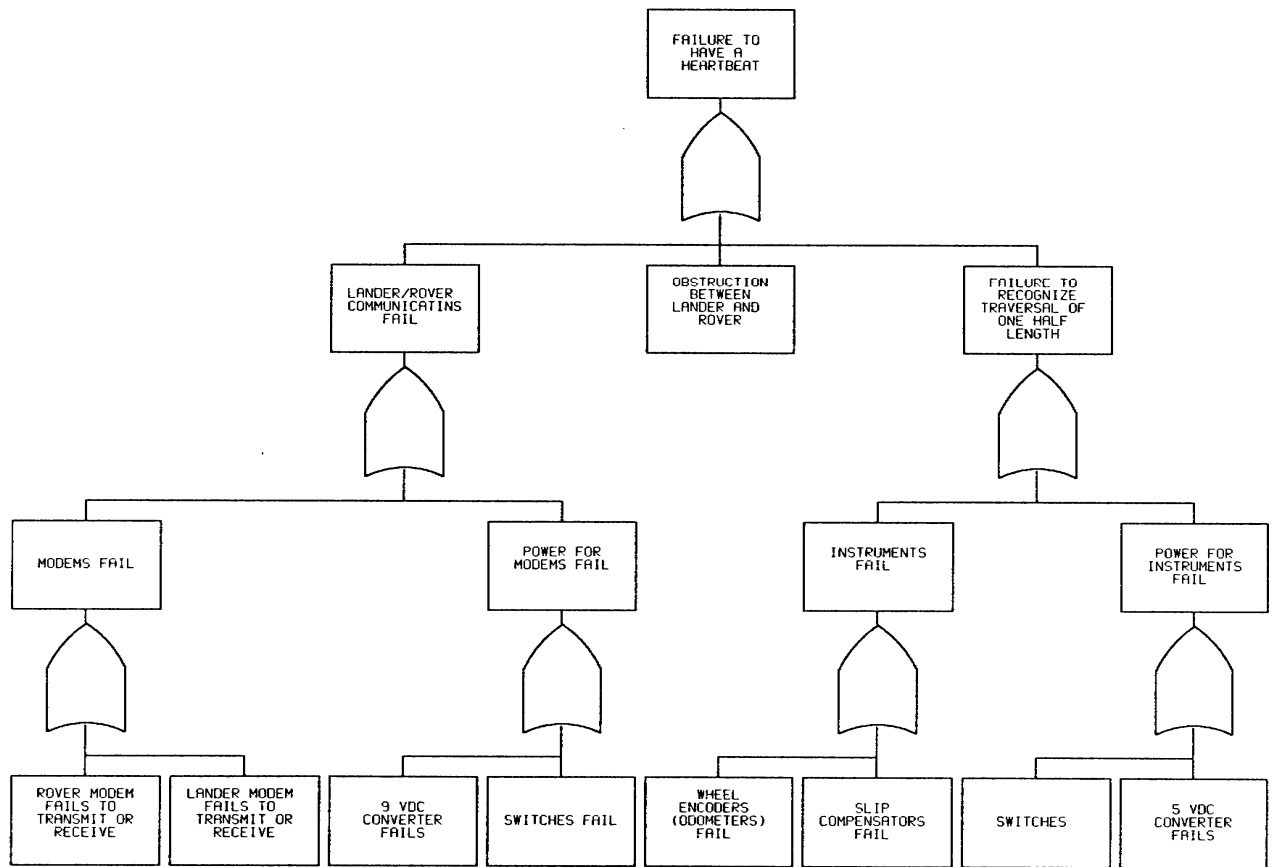 FAILURE TO
HAVE A
HEARTBEAT
LANDER/ROVER
COMMUNICATINS
FAIL
OBSTRUCTION
BETWEEN
LANDER AND
ROVER
FAILURE TO
RECOGNIZE
TRAVERSAL OF
ONE HALF
LENGTH
MODEMS FAIL
POWER FOR
MODEMS FAIL
INSTRUMENTS
FAIL
POWER FOR
INSTRUMENTS
FAIL
ROVER MODEM
FAILS TO
TRANSMIT OR
RECEIVE
LANDER MODEM
FAILS TO
TRANSMIT OR
RECEIVE
9 VDC
CONVERTER
FAILS
SWITCHES FAIL
WHEEL
ENCODERS
(ODOMETERS)
FAIL
SLIP
COMPENSATORS
FAIL
SWITCHES
5 VDC
CONVERTER
FAILS